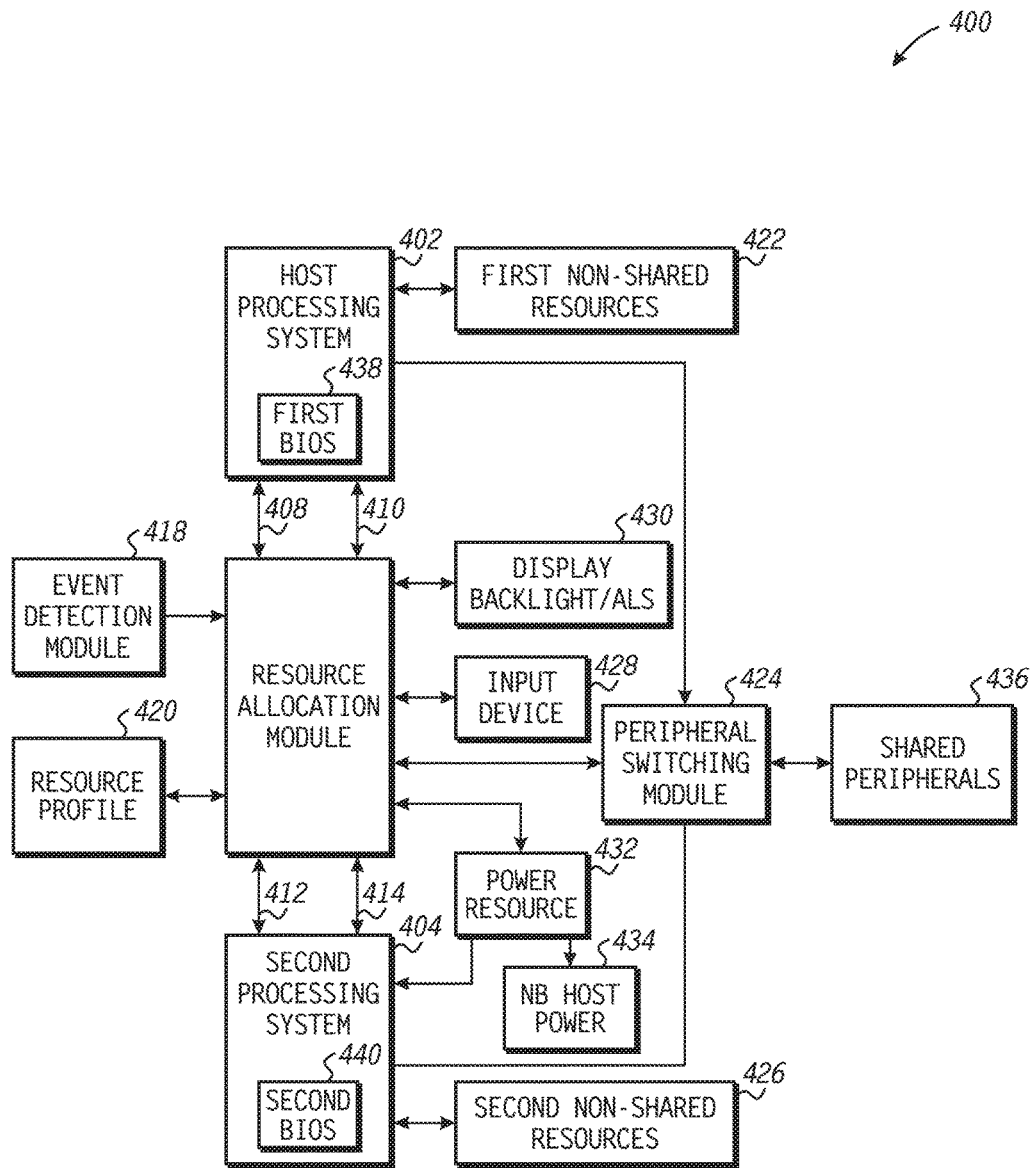 400
402
HOST
PROCESSING
SYSTEM
438
FIRST
BIOS
422
FIRST NON-SHARED
RESOURCES
408
410
418
EVENT
DETECTION
MODULE
430
DISPLAY
BACKLIGHT/ALS
RESOURCE
ALLOCATION
MODULE
428
INPUT
DEVICE
424
PERIPHERAL
SWITCHING
MODULE
436
SHARED
PERIPHERALS
420
RESOURCE
PROFILE
432
POWER
RESOURCE
412
414
404
SECOND
PROCESSING
SYSTEM
434
NB HOST
POWER
440
SECOND
BIOS
426
SECOND NON-SHARED
RESOURCES